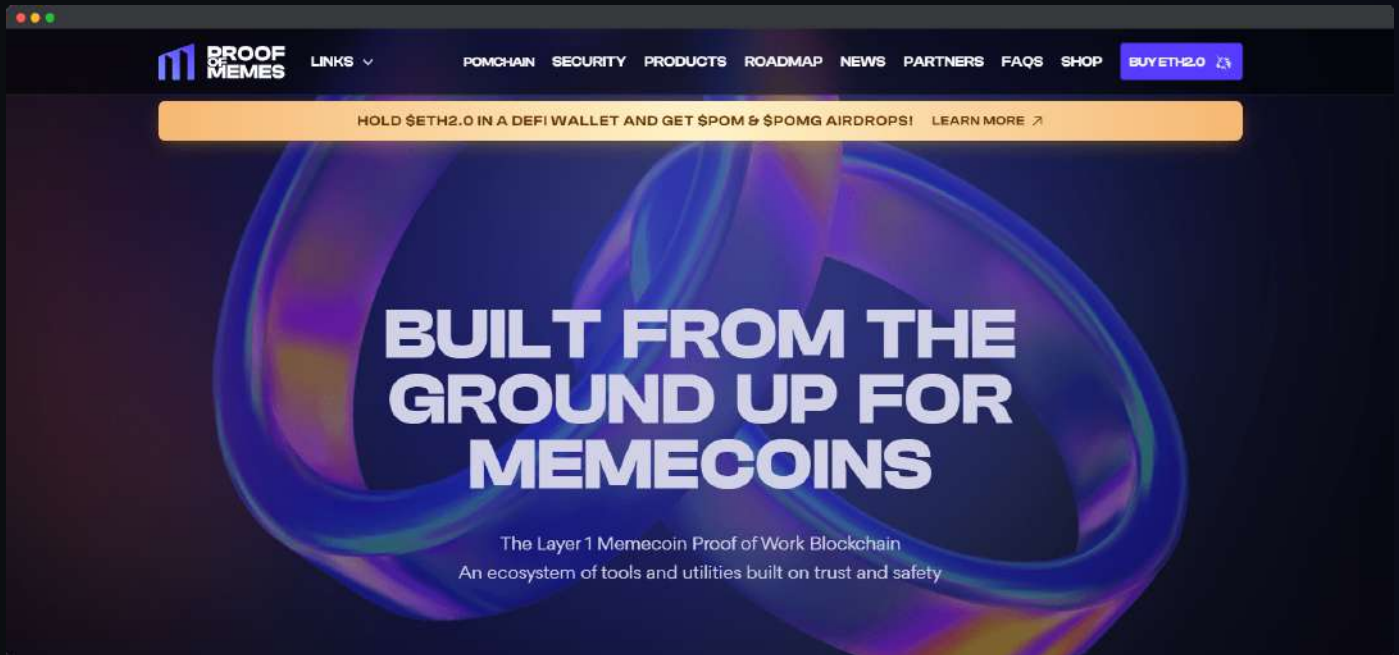 PROOF
OF
MEMES
LINKS
POMCHAIN SECURITY PRODUCTS ROADMAP NEWS PARTNERS FAQS SHOP BUY ETH2.0
HOLD $ETH2.0 IN A DEFI WALLET AND GET $POM & $POMG AIRDROPS! LEARN MORE
BUILT FROM THE
GROUND UP FOR
MEMECOINS
The Layer 1 Memecoin Proof of Work Blockchain
An ecosystem of tools and utilities built on trust and safety